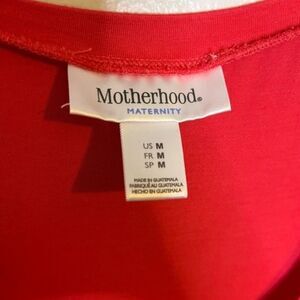 Motherhood®
MATERNITY
US M
FR M
SP M
MADE IN GUATEMALA
FABRIQUÉ AU GUATEMALA
HECHO EN GUATEMALA